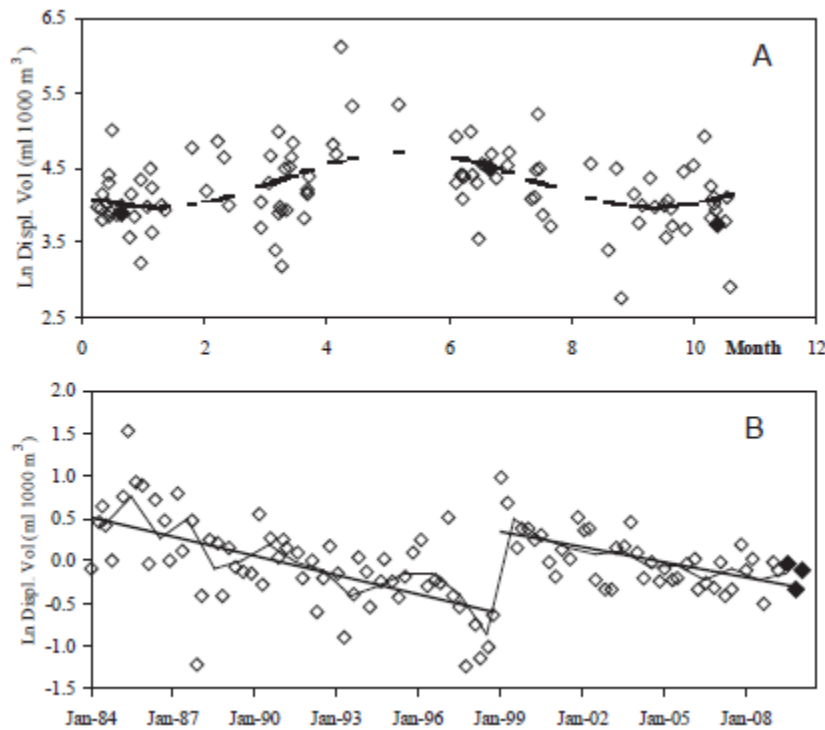 6.5
A
5.5
4.5
3.5
2.5
Ln Displ. Vol (ml 1000 m³)
0 2 4 6 8 10 Month 12
2.0
B
1.5
1.0
0.5
0.0
-0.5
-1.0
-1.5
Ln Displ. Vol (ml 1000 m³)
Jan-84 Jan-87 Jan-90 Jan-93 Jan-96 Jan-99 Jan-02 Jan-05 Jan-08